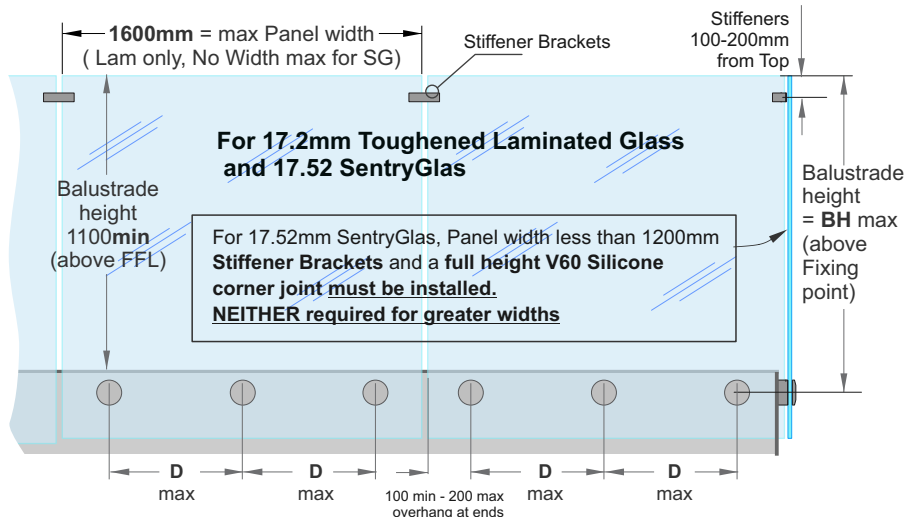 1600mm = max Panel width
( Lam only, No Width max for SG)
Stiffener Brackets
Stiffeners
100-200mm
from Top
For 17.2mm Toughened Laminated Glass
and 17.52 SentryGlas
Balustrade
height
1100min
(above FFL)
Balustrade
height
= BH max
(above
Fixing
point)
For 17.52mm SentryGlas, Panel width less than 1200mm
Stiffener Brackets and a full height V60 Silicone
corner joint must be installed.
NEITHER required for greater widths
D
max
D
max
100 min - 200 max
overhang at ends
D
max
D
max